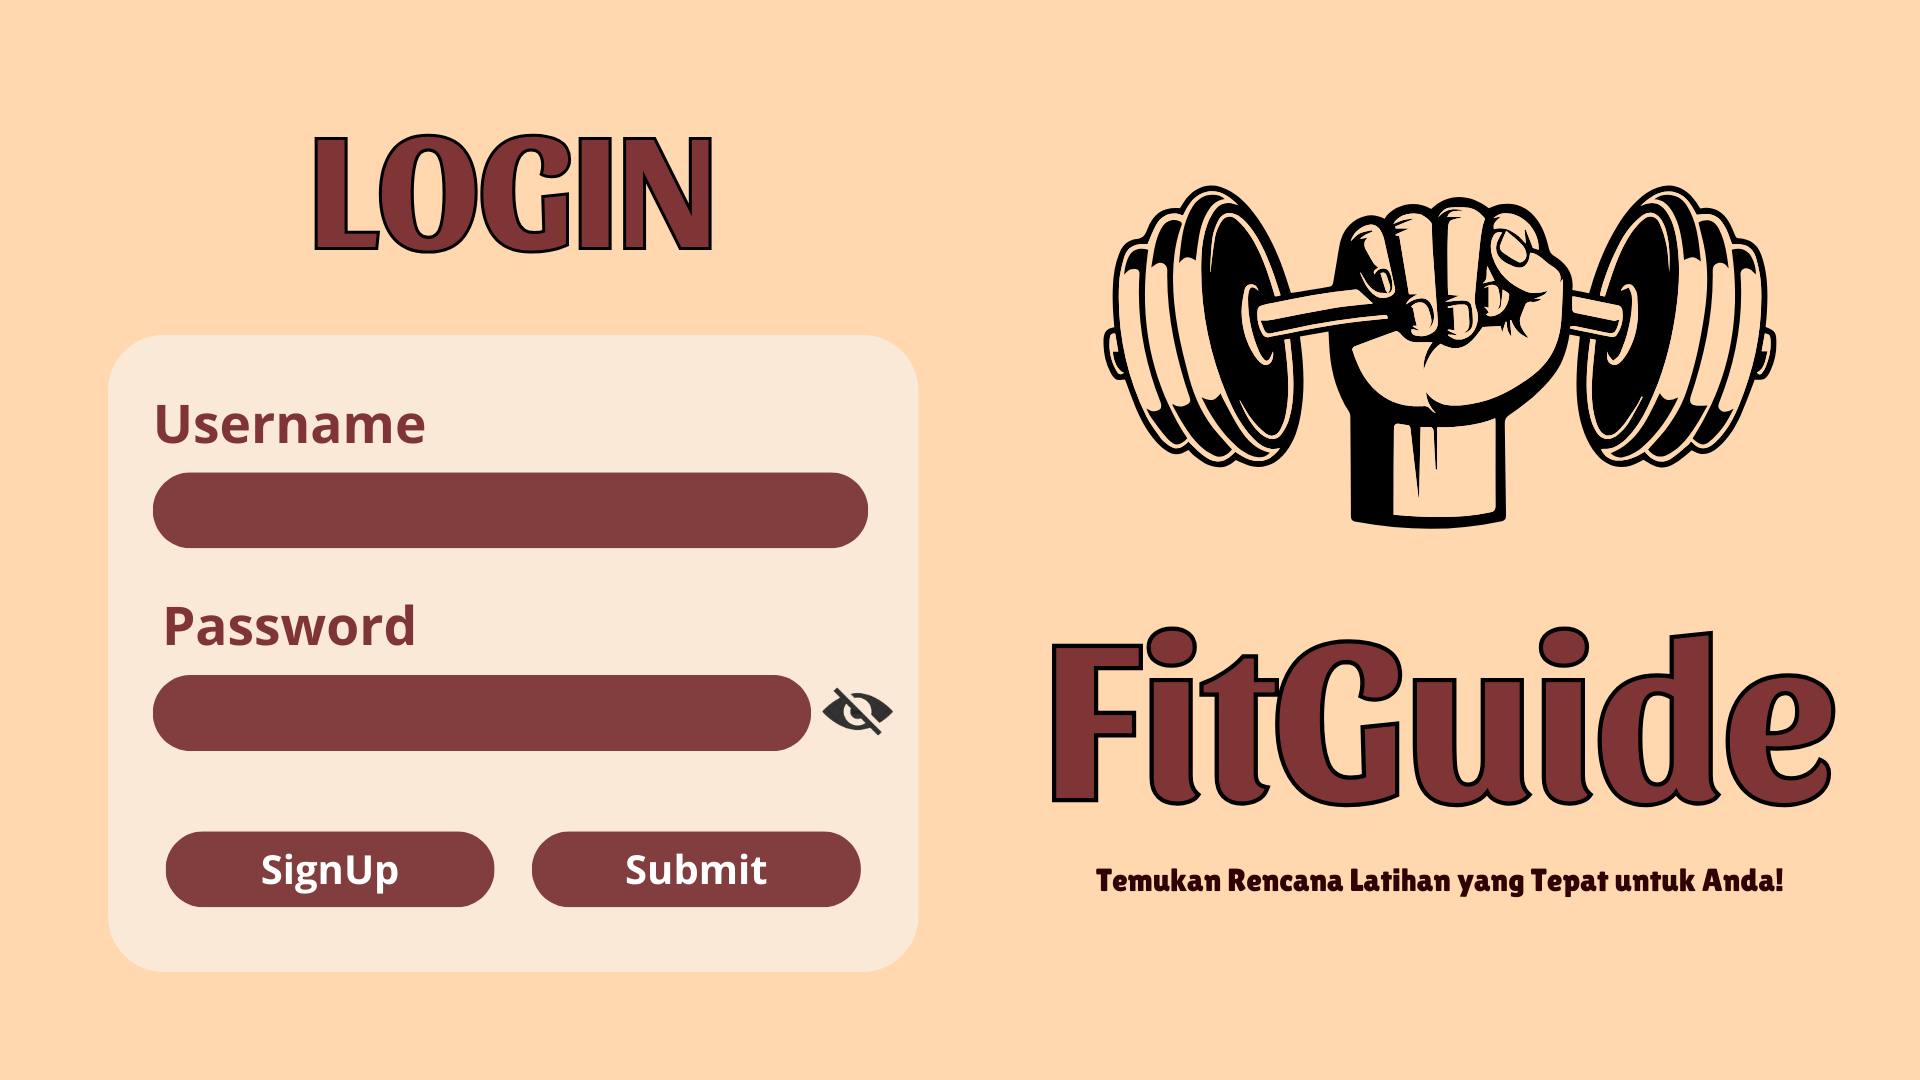 LOGIN
Username
Password
SignUp
Submit
FitGuide
Temukan Rencana Latihan yang Tepat untuk Anda!